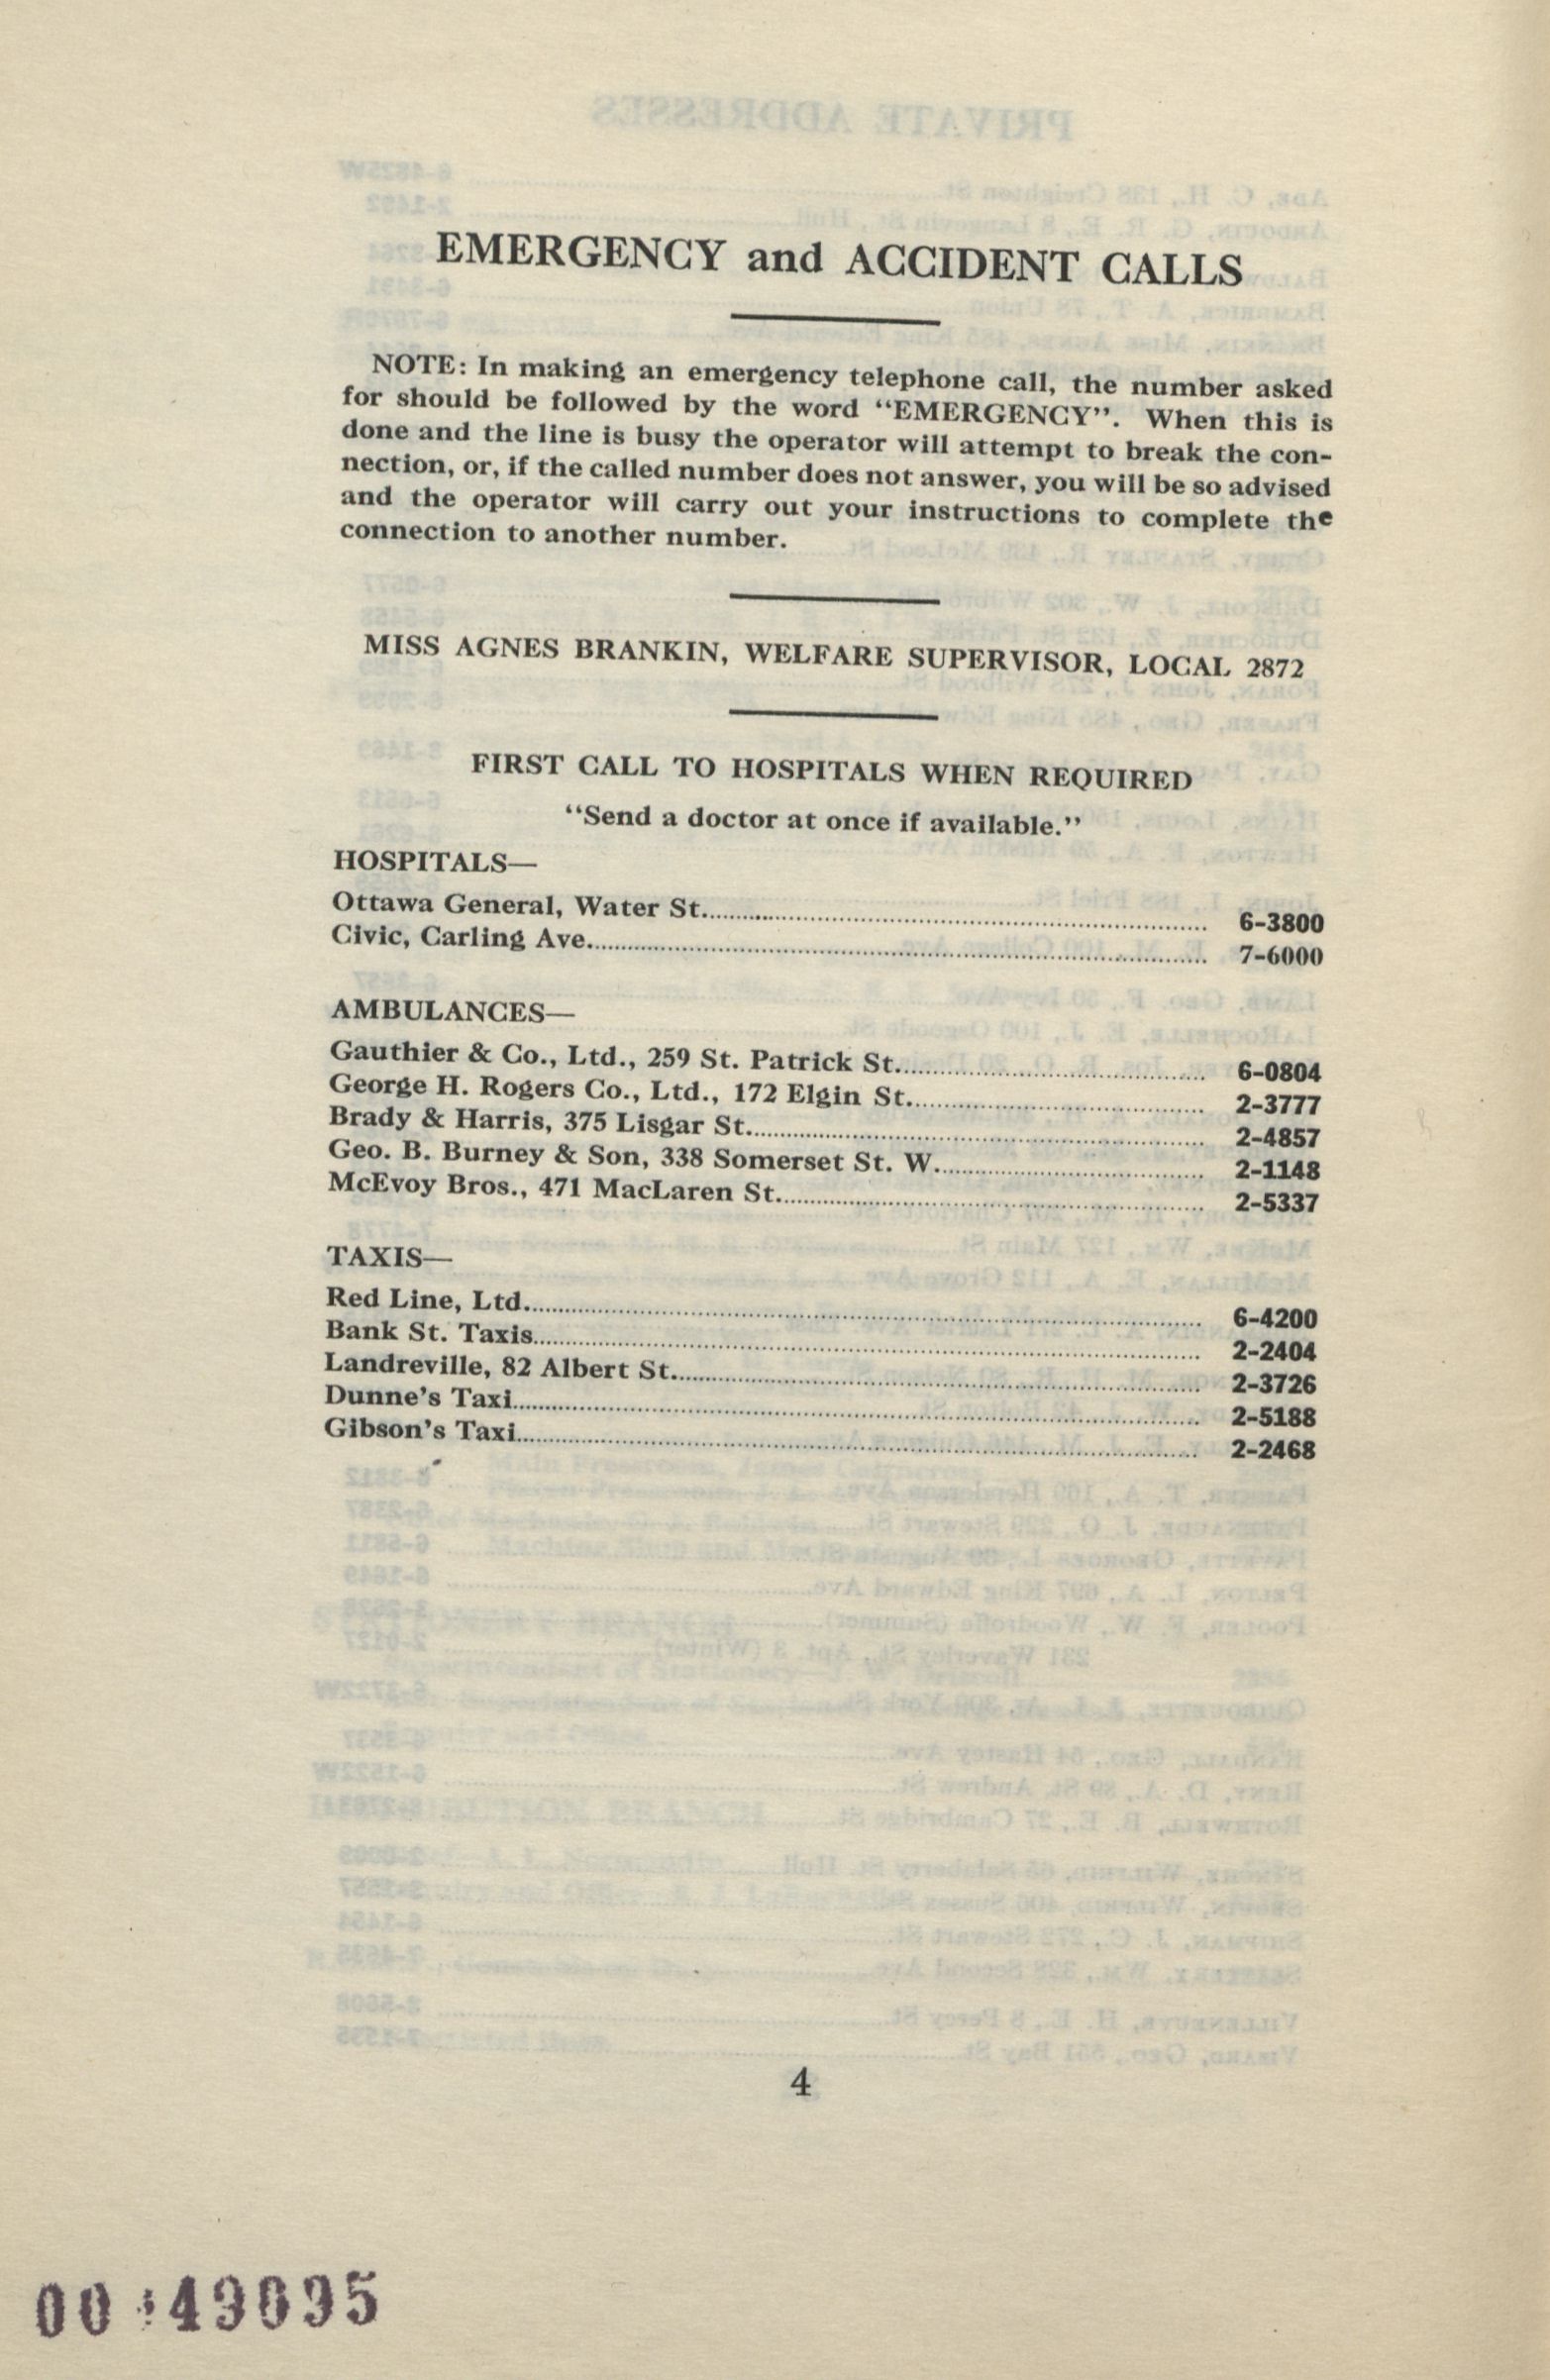 EMERGENCY and ACCIDENT CALLS
NOTE: In making an emergency telephone call, the number asked
for should be followed by the word “EMERGENCY”. When this is
done and the line is busy the operator will attempt to break the con-
nection, or, if the called number does not answer, you will be so advised
and the operator will carry out your instructions to complete the
connection to another number.
MISS AGNES BRANKIN, WELFARE SUPERVISOR, LOCAL 2872
FIRST CALL TO HOSPITALS WHEN REQUIRED
“Send a doctor at once if available.”
HOSPITALS—
Ottawa General, Water St. 6-3800
Civic, Carling Ave. 7-6000
AMBULANCES—
Gauthier & Co., Ltd., 259 St. Patrick St. 6-0804
George H. Rogers Co., Ltd., 172 Elgin St. 2-3777
Brady & Harris, 375 Lisgar St. 2-4857
Geo. B. Burney & Son, 338 Somerset St. W. 2-1148
McEvoy Bros., 471 MacLaren St. 2-5337
TAXIS—
Red Line, Ltd. 6-4200
Bank St. Taxis 2-2404
Landreville, 82 Albert St. 2-3726
Dunne’s Taxi 2-5188
Gibson’s Taxi 2-2468
4